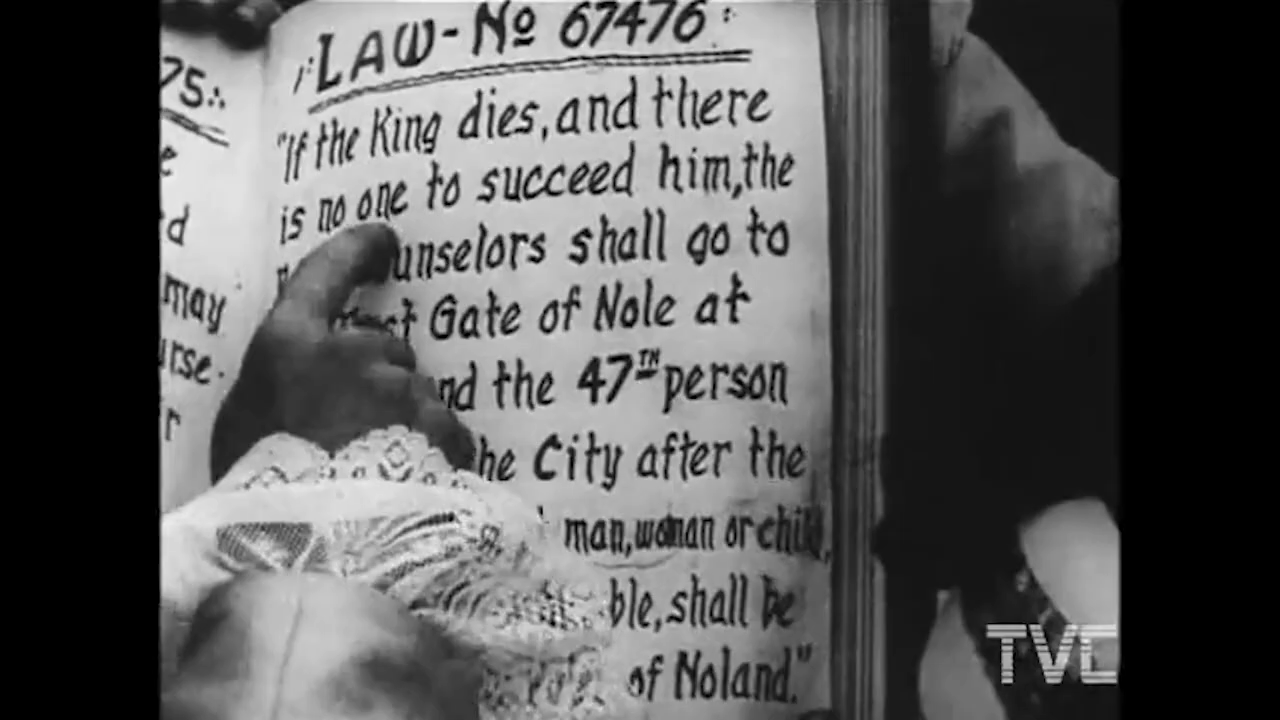 75.
may
LAW - No 67476
"If the King dies, and there
is no one to succeed him, the
unselors shall go to
Gate of Nole at
nd the 47TH person
he City after the
man, woman or child,
ble, shall be
of Noland."
TVC